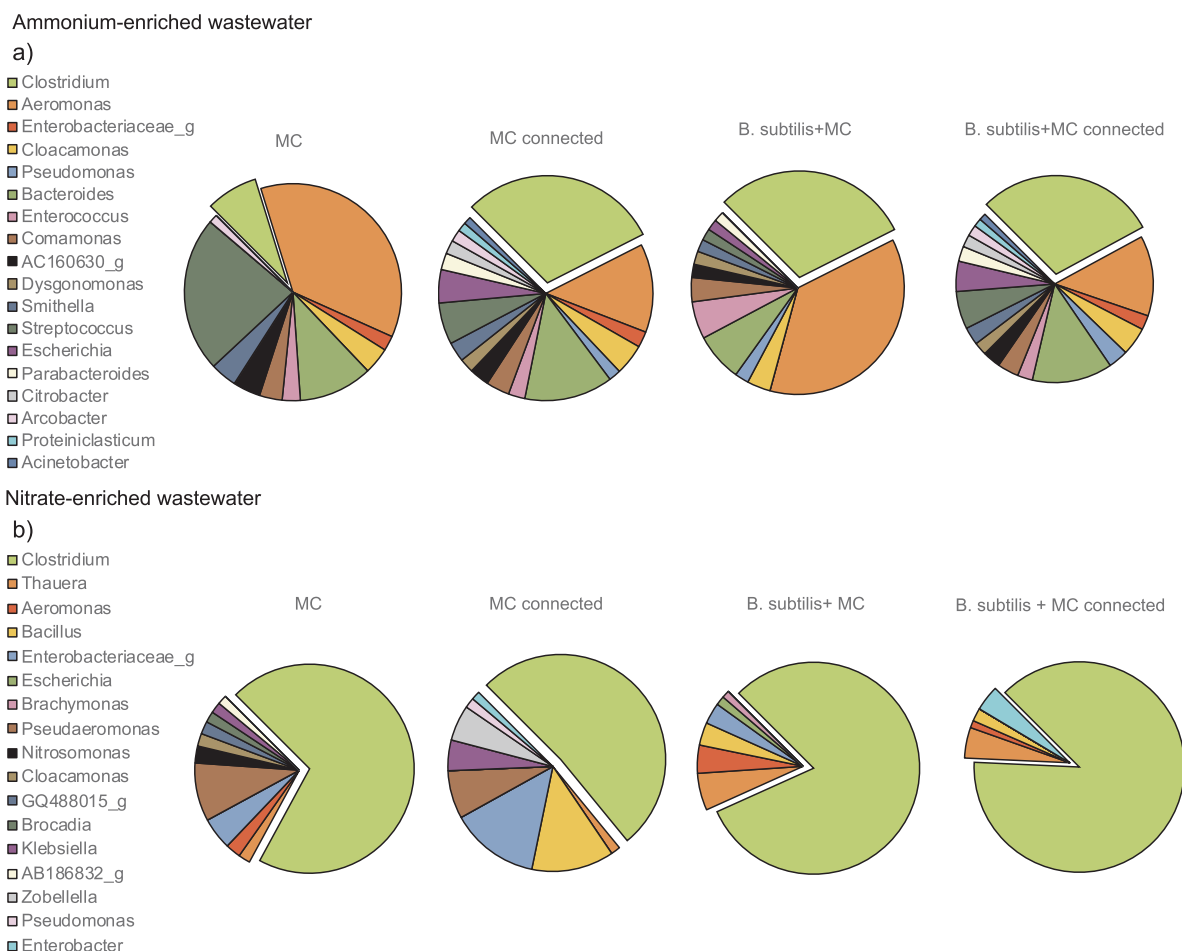 Ammonium-enriched wastewater
a)
Clostridium
Aeromonas
Enterobacteriaceae_g
Cloacamonas
Pseudomonas
Bacteroides
Enterococcus
Comamonas
AC160630_g
Dysgonomonas
Smithella
Streptococcus
Escherichia
Parabacteroides
Citrobacter
Arcobacter
Proteiniclasticum
Acinetobacter
MC
MC connected
B. subtilis+MC
B. subtilis+MC connected
Nitrate-enriched wastewater
b)
Clostridium
Thauera
Aeromonas
Bacillus
Enterobacteriaceae_g
Escherichia
Brachymonas
Pseudaeromonas
Nitrosomonas
Cloacamonas
GQ488015_g
Brocadia
Klebsiella
AB186832_g
Zobellella
Pseudomonas
Enterobacter
MC
MC connected
B. subtilis+ MC
B. subtilis + MC connected